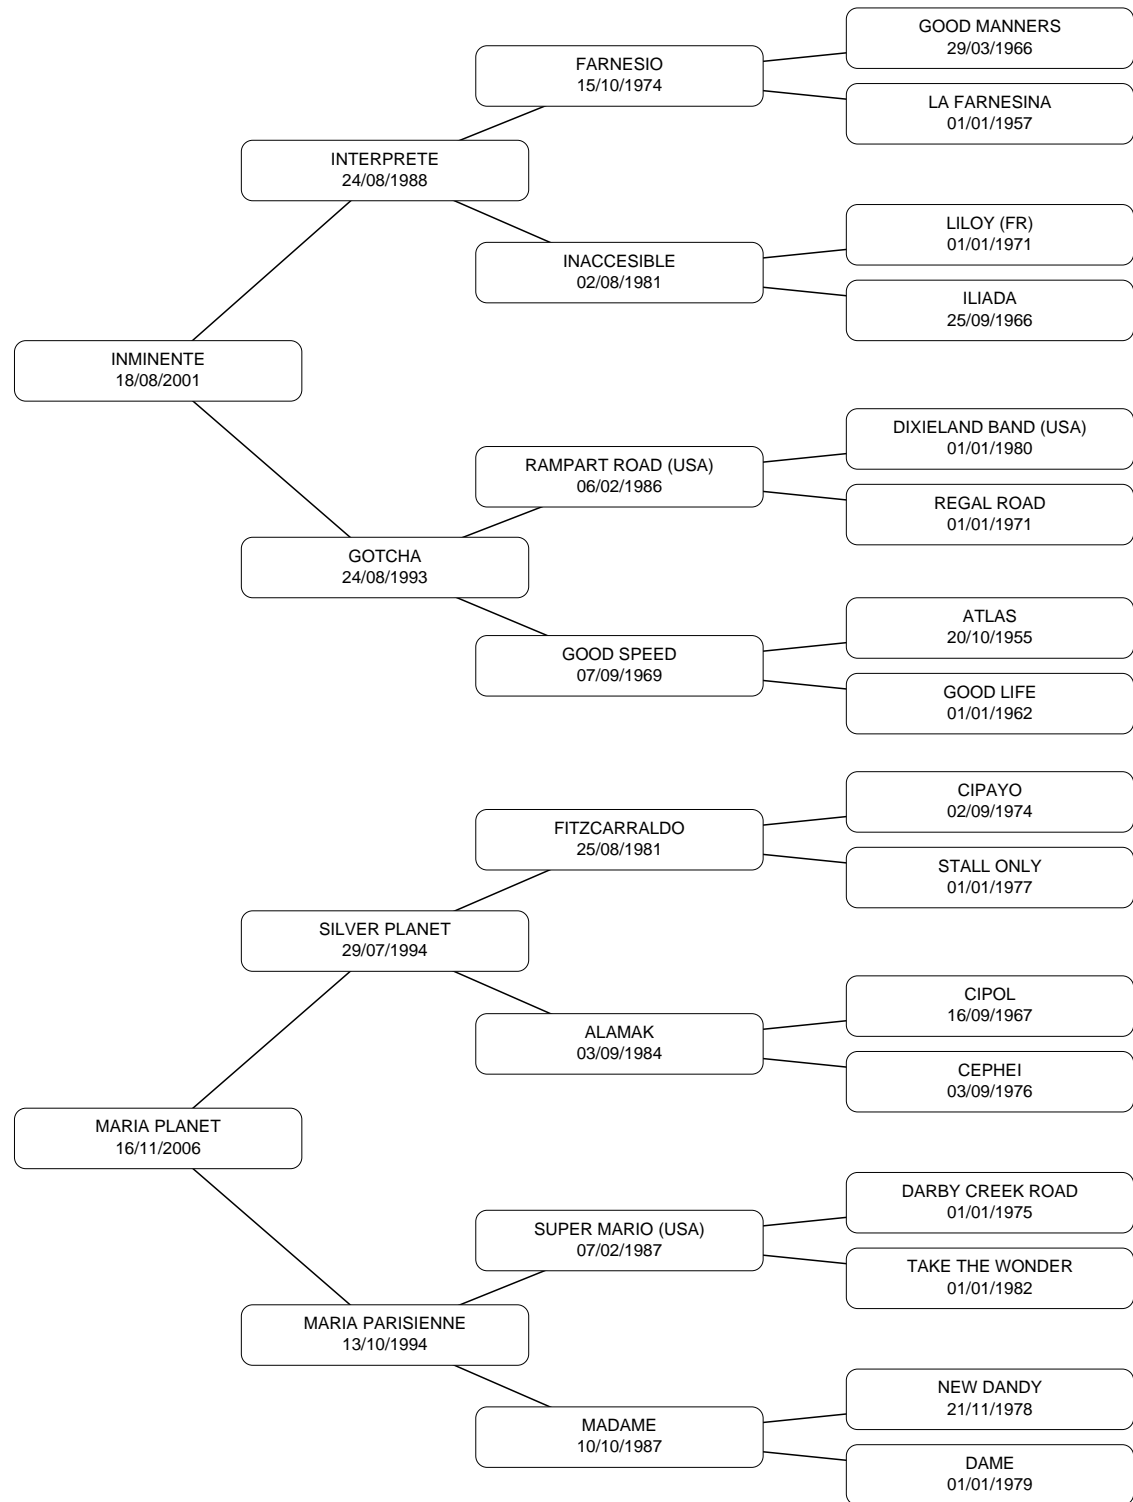 GOOD MANNERS
29/03/1966
FARNESIO
15/10/1974
LA FARNESINA
01/01/1957
INTERPRETE
24/08/1988
LILOY (FR)
01/01/1971
INACCESIBLE
02/08/1981
ILIADA
25/09/1966
INMINENTE
18/08/2001
DIXIELAND BAND (USA)
01/01/1980
RAMPART ROAD (USA)
06/02/1986
REGAL ROAD
01/01/1971
GOTCHA
24/08/1993
ATLAS
20/10/1955
GOOD SPEED
07/09/1969
GOOD LIFE
01/01/1962
CIPAYO
02/09/1974
FITZCARRALDO
25/08/1981
STALL ONLY
01/01/1977
SILVER PLANET
29/07/1994
CIPOL
16/09/1967
ALAMAK
03/09/1984
CEPHEI
03/09/1976
MARIA PLANET
16/11/2006
DARBY CREEK ROAD
01/01/1975
SUPER MARIO (USA)
07/02/1987
TAKE THE WONDER
01/01/1982
MARIA PARISIENNE
13/10/1994
NEW DANDY
21/11/1978
MADAME
10/10/1987
DAME
01/01/1979